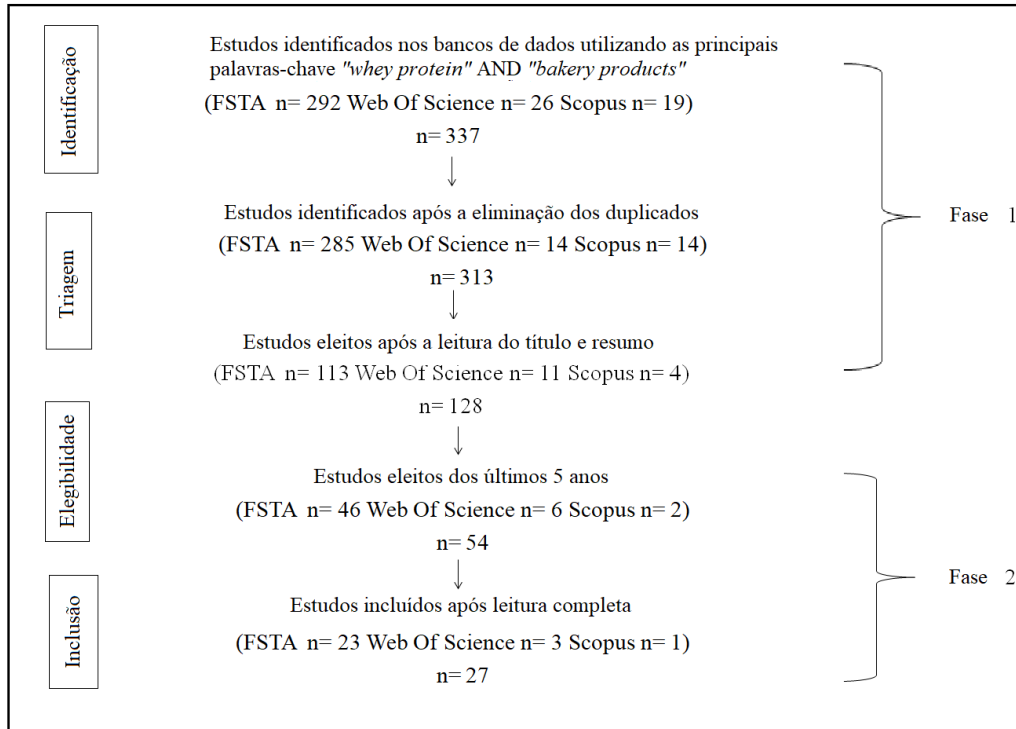 Identificação
Estudos identificados nos bancos de dados utilizando as principais
palavras-chave "whey protein" AND "bakery products"
(FSTA n= 292 Web Of Science n= 26 Scopus n= 19)
n= 337
Triagem
Estudos identificados após a eliminação dos duplicados
(FSTA n= 285 Web Of Science n= 14 Scopus n= 14)
n= 313
Estudos eleitos após a leitura do título e resumo
(FSTA n= 113 Web Of Science n= 11 Scopus n= 4)
n= 128
Fase 1
Elegibilidade
Estudos eleitos dos últimos 5 anos
(FSTA n= 46 Web Of Science n= 6 Scopus n= 2)
n= 54
Inclusão
Estudos incluídos após leitura completa
(FSTA n= 23 Web Of Science n= 3 Scopus n= 1)
n= 27
Fase 2